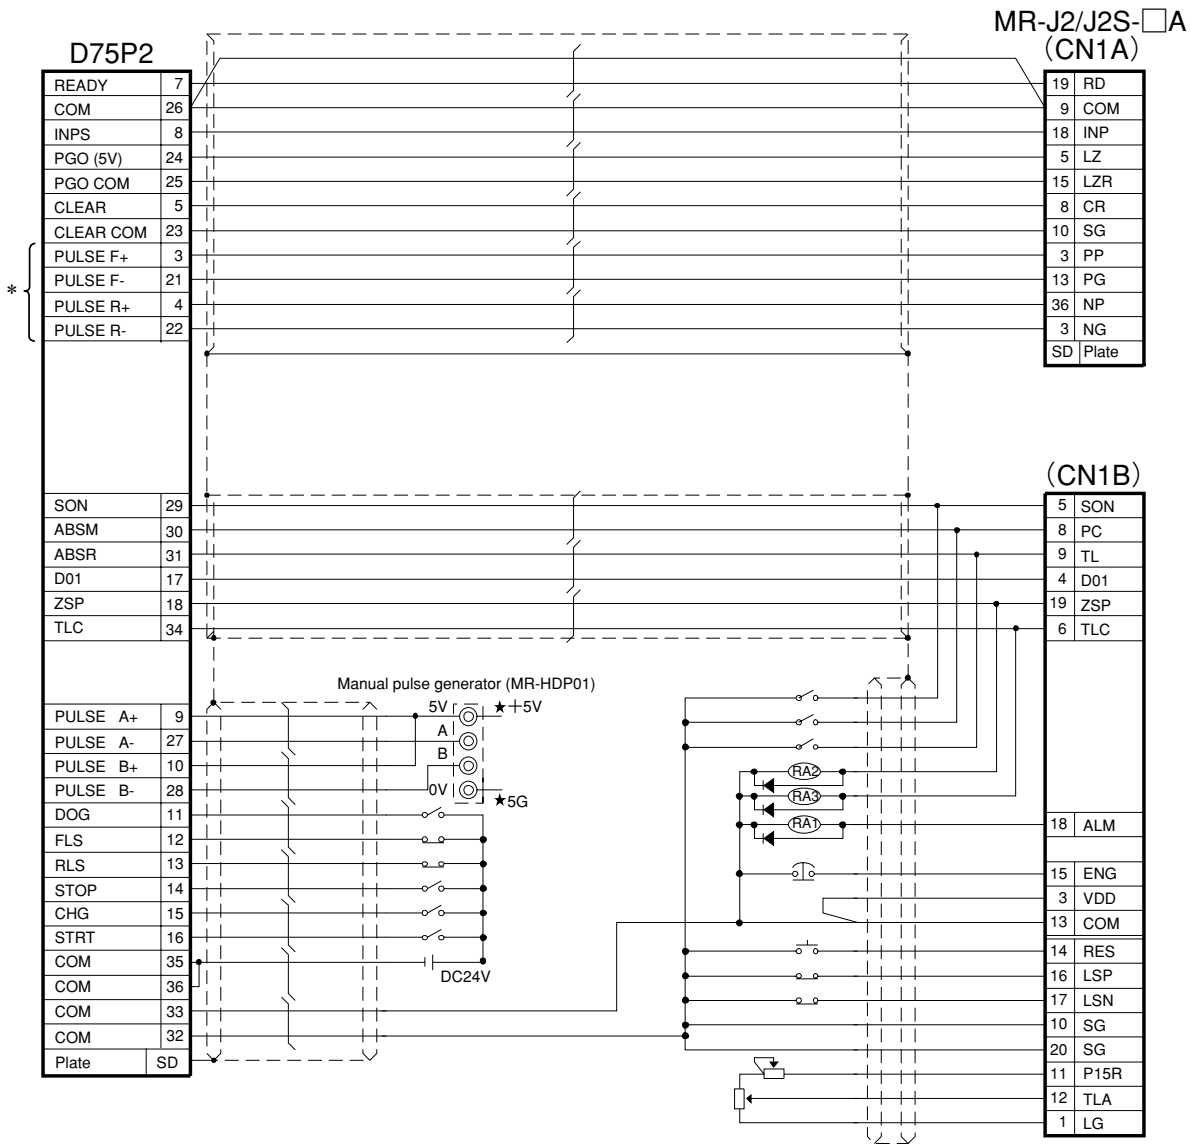 MR-J2/J2S-□A
D75P2
（CN1A）
READY 7
COM 26
INPS 8
PGO (5V) 24
PGO COM 25
CLEAR 5
CLEAR COM 23
PULSE F+ 3
PULSE F- 21
PULSE R+ 4
PULSE R- 22
*
19 RD
9 COM
18 INP
5 LZ
15 LZR
8 CR
10 SG
3 PP
13 PG
36 NP
3 NG
SD Plate
（CN1B）
SON 29
ABSM 30
ABSR 31
D01 17
ZSP 18
TLC 34
5 SON
8 PC
9 TL
4 D01
19 ZSP
6 TLC
Manual pulse generator (MR-HDP01)
5V ★＋5V
A
B
0V ★5G
PULSE A+ 9
PULSE A- 27
PULSE B+ 10
PULSE B- 28
DOG 11
FLS 12
RLS 13
STOP 14
CHG 15
STRT 16
COM 35
COM 36
COM 33
COM 32
Plate SD
DC24V
RA2
RA3
RA1
18 ALM
15 ENG
3 VDD
13 COM
14 RES
16 LSP
17 LSN
10 SG
20 SG
11 P15R
12 TLA
1 LG